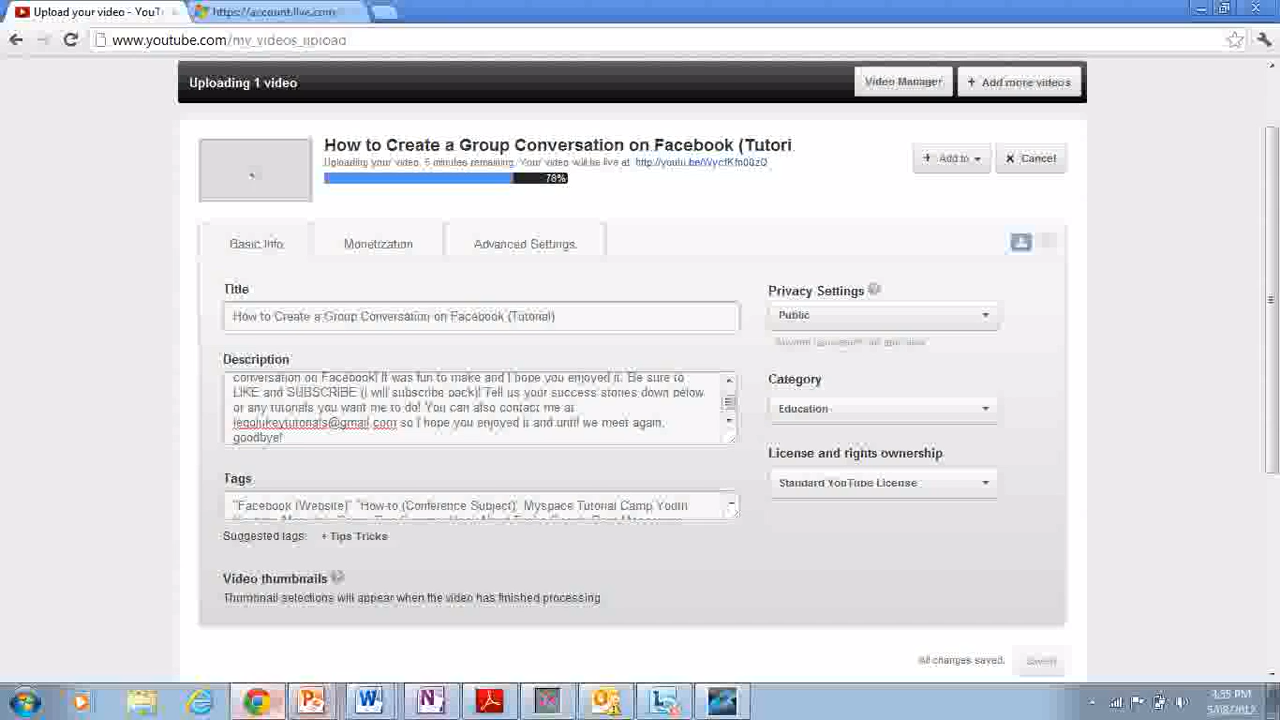 Upload your video - YouT
https://account.live.com
www.youtube.com/my_videos_upload
Uploading 1 video
Video Manager
+ Add more videos
How to Create a Group Conversation on Facebook (Tutori
Uploading your video. 5 minutes remaining. Your video will be live at:
78%
+ Add to
x Cancel
Basic Info
Monetization
Advanced Settings
Title
How to Create a Group Conversation on Facebook (Tutorial)
Description
conversation on Facebook! It was fun to make and I hope you enjoyed it. Be sure to
LIKE and SUBSCRIBE (I will subscribe back)! Tell us your success stories down below
or any tutorials you want me to do! You can also contact me at
so I hope you enjoyed it and until we meet again,
goodbye!
Tags
"Facebook (Website)" "How-to (Conference Subject)" Myspace Tutorial Camp Youth
Suggested tags: + Tips Tricks
Video thumbnails
Thumbnail selections will appear when the video has finished processing
Privacy Settings
Public
Category
Education
License and rights ownership
Standard YouTube License
All changes saved.
PM